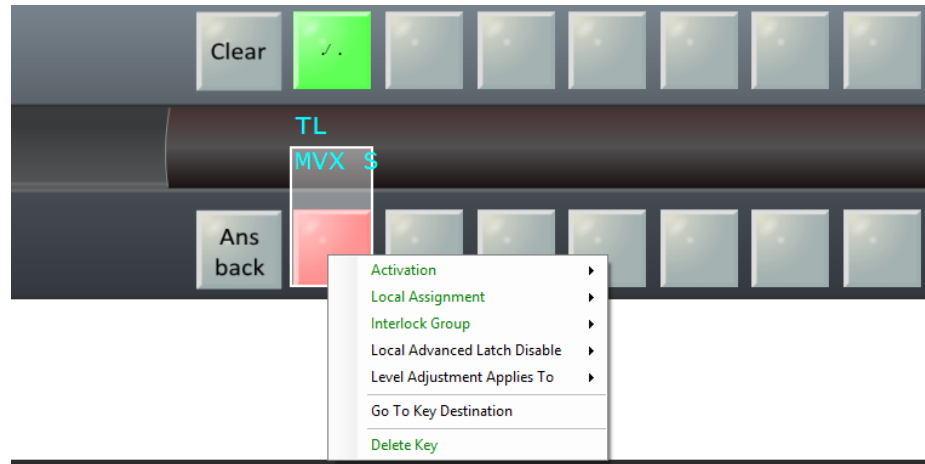 Clear
✓ .
TL
MVX S
Ans
back
Activation
Local Assignment
Interlock Group
Local Advanced Latch Disable
Level Adjustment Applies To
Go To Key Destination
Delete Key